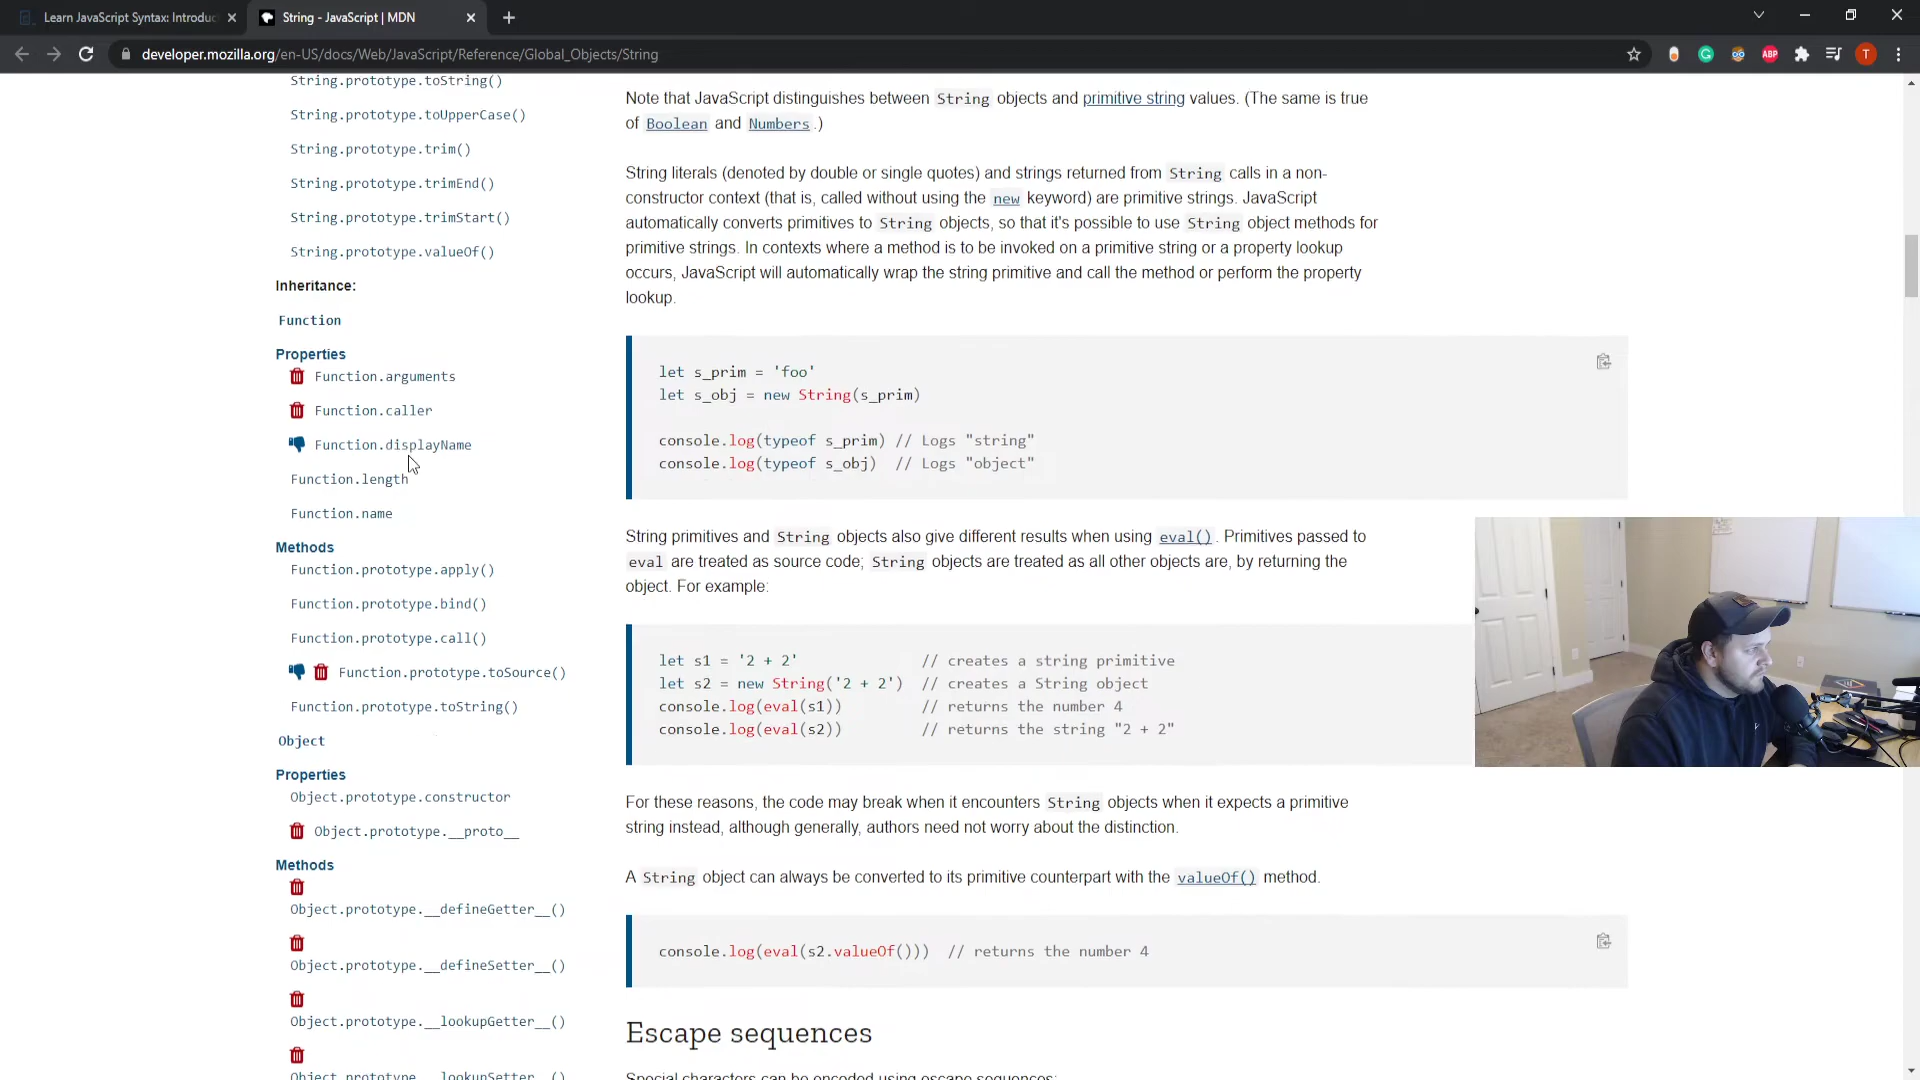 Learn JavaScript Syntax: Introduc
String - JavaScript | MDN
developer.mozilla.org/en-US/docs/Web/JavaScript/Reference/Global_Objects/String
ABP
T
String.prototype.toString()
String.prototype.toUpperCase()
String.prototype.trim()
String.prototype.trimEnd()
String.prototype.trimStart()
String.prototype.valueOf()
Inheritance:
Function
Properties
Function.arguments
Function.caller
Function.displayName
Function.length
Function.name
Methods
Function.prototype.apply()
Function.prototype.bind()
Function.prototype.call()
Function.prototype.toSource()
Function.prototype.toString()
Object
Properties
Object.prototype.constructor
Object.prototype.__proto__
Methods
Object.prototype.__defineGetter__()
Object.prototype.__defineSetter__()
Object.prototype.__lookupGetter__()
Object.prototype.__lookupSetter__()
Note that JavaScript distinguishes between String objects and primitive string values. (The same is true
of Boolean and Numbers .)
String literals (denoted by double or single quotes) and strings returned from String calls in a non-
constructor context (that is, called without using the new keyword) are primitive strings. JavaScript
automatically converts primitives to String objects, so that it's possible to use String object methods for
primitive strings. In contexts where a method is to be invoked on a primitive string or a property lookup
occurs, JavaScript will automatically wrap the string primitive and call the method or perform the property
lookup.
let s_prim = 'foo'
let s_obj = new String(s_prim)
console.log(typeof s_prim) // Logs "string"
console.log(typeof s_obj)  // Logs "object"
String primitives and String objects also give different results when using eval() . Primitives passed to
eval are treated as source code; String objects are treated as all other objects are, by returning the
object. For example:
let s1 = '2 + 2'              // creates a string primitive
let s2 = new String('2 + 2')  // creates a String object
console.log(eval(s1))         // returns the number 4
console.log(eval(s2))         // returns the string "2 + 2"
For these reasons, the code may break when it encounters String objects when it expects a primitive
string instead, although generally, authors need not worry about the distinction.
A String object can always be converted to its primitive counterpart with the valueOf() method.
console.log(eval(s2.valueOf()))  // returns the number 4
Escape sequences
Special characters can be encoded using escape sequences: